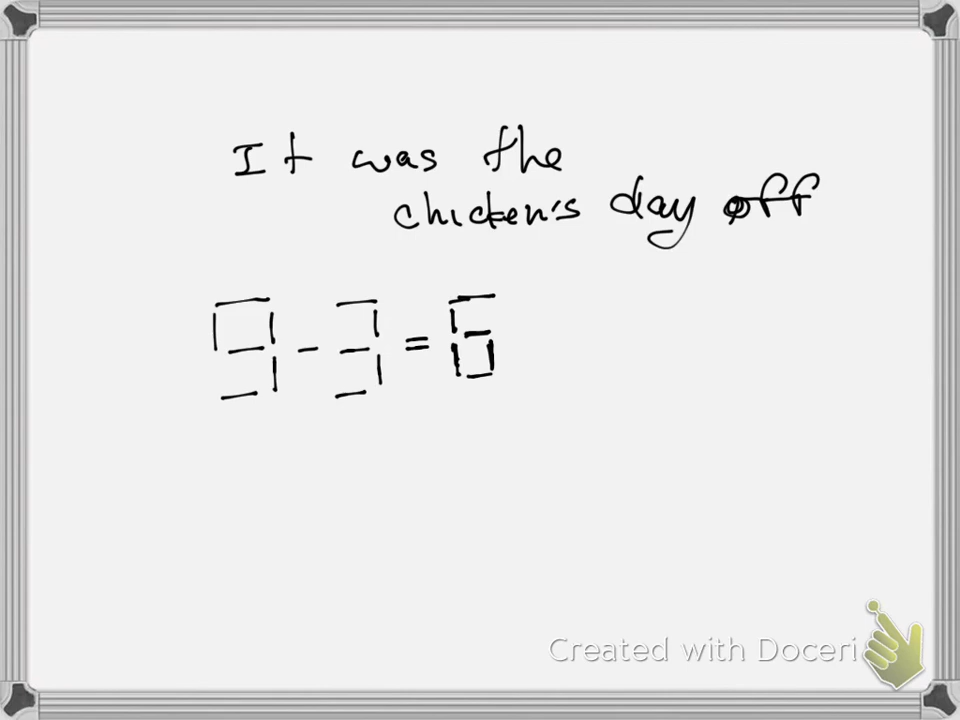 It was the
chicken's day off
9-3=6
Created with Doceri